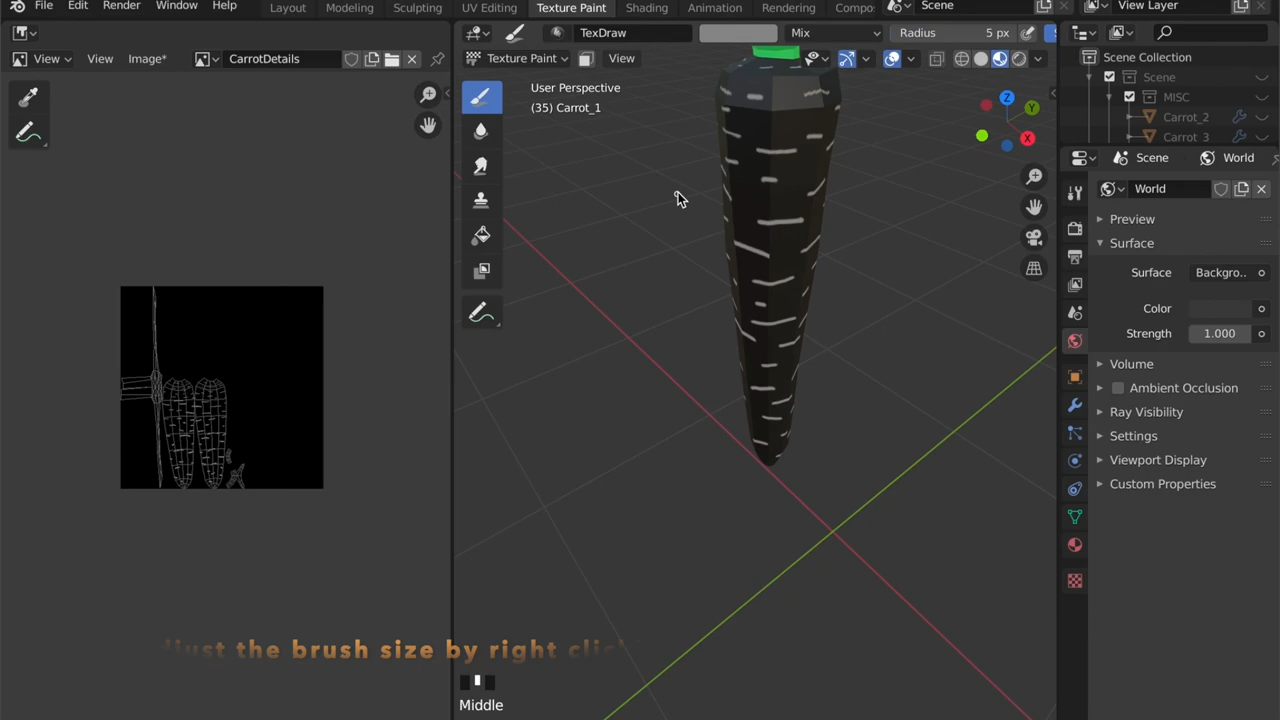 File Edit Render Window Help Layout Modeling Sculpting UV Editing Texture Paint Shading Animation Rendering Scene View Layer
TexDraw Mix Radius 5 px
View View Image* CarrotDetails Texture Paint View
User Perspective
(35) Carrot_1
Scene Collection
Scene
MISC
Carrot_2
Carrot_3
Scene World
World
Preview
Surface
Surface Backgro..
Color
Strength 1.000
Volume
Ambient Occlusion
Ray Visibility
Settings
Viewport Display
Custom Properties
Z
Y
X
the brush size by right
Middle